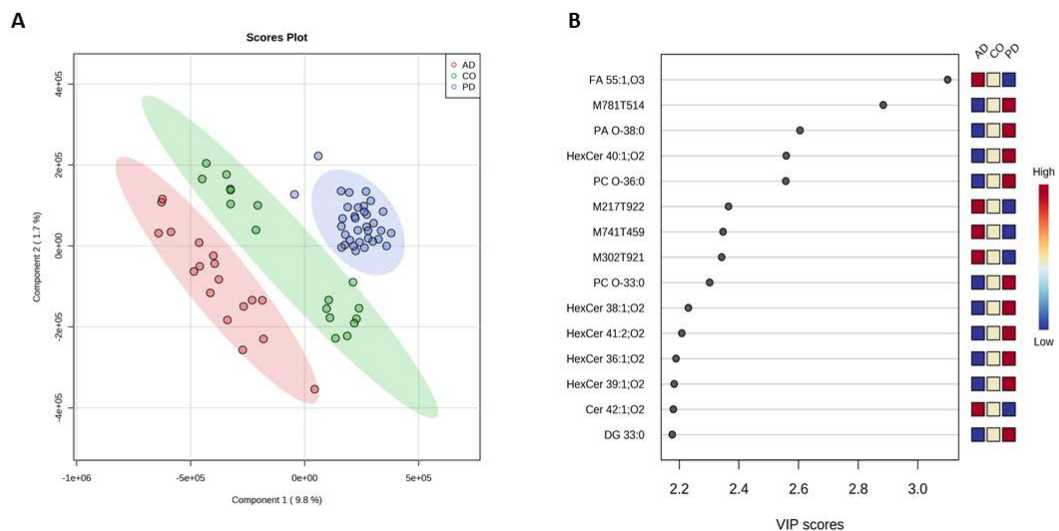 A
Scores Plot
AD
CO
PD
4e+05
2e+05
0e+00
-2e+05
-4e+05
Component 2 ( 1.7 %)
-1e+06 -5e+05 0e+00 5e+05
Component 1 ( 9.8 %)
B
AD CO PD
FA 55:1,O3
M781T514
PA O-38:0
HexCer 40:1;O2
PC O-36:0
M217T922
M741T459
M302T921
PC O-33:0
HexCer 38:1;O2
HexCer 41:2;O2
HexCer 36:1;O2
HexCer 39:1;O2
Cer 42:1;O2
DG 33:0
2.2 2.4 2.6 2.8 3.0
VIP scores
High
Low